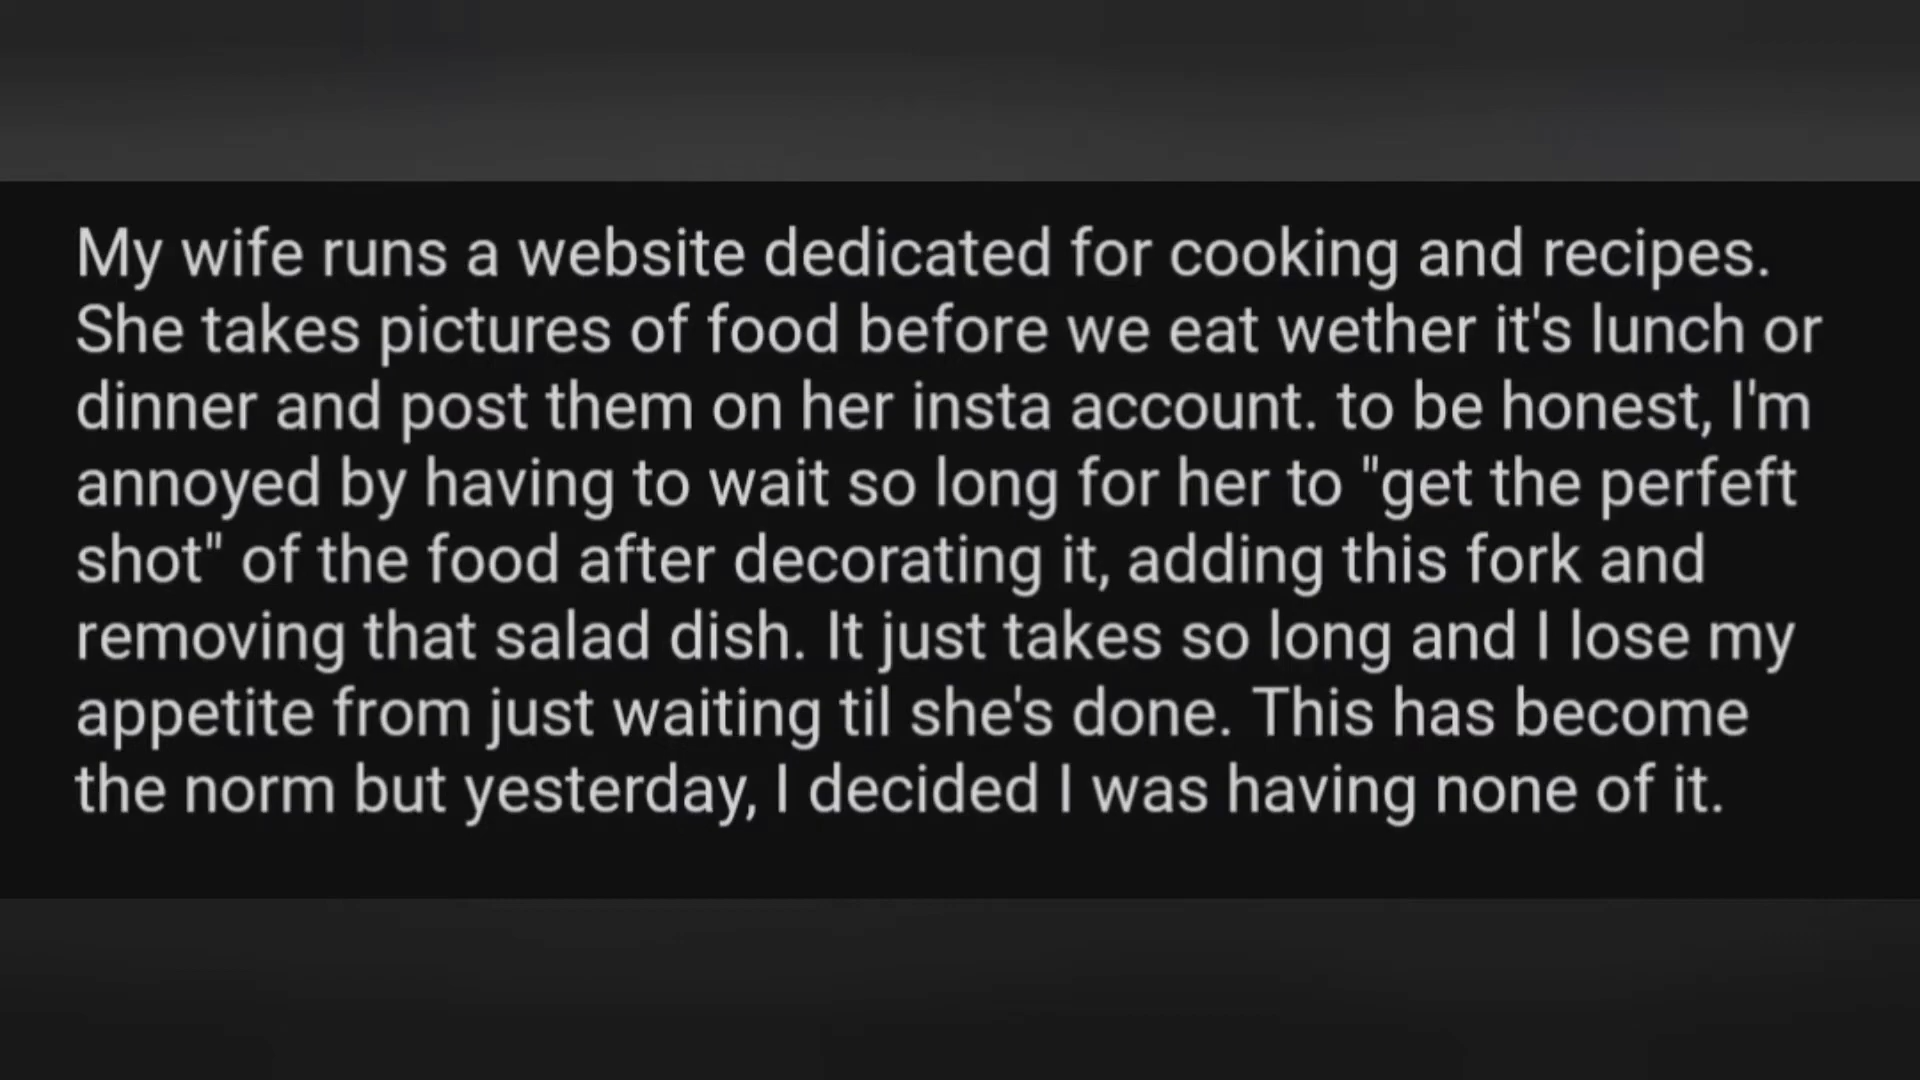 My wife runs a website dedicated for cooking and recipes.
She takes pictures of food before we eat wether it's lunch or
dinner and post them on her insta account. to be honest, I'm
annoyed by having to wait so long for her to "get the perfeft
shot" of the food after decorating it, adding this fork and
removing that salad dish. It just takes so long and I lose my
appetite from just waiting til she's done. This has become
the norm but yesterday, I decided I was having none of it.